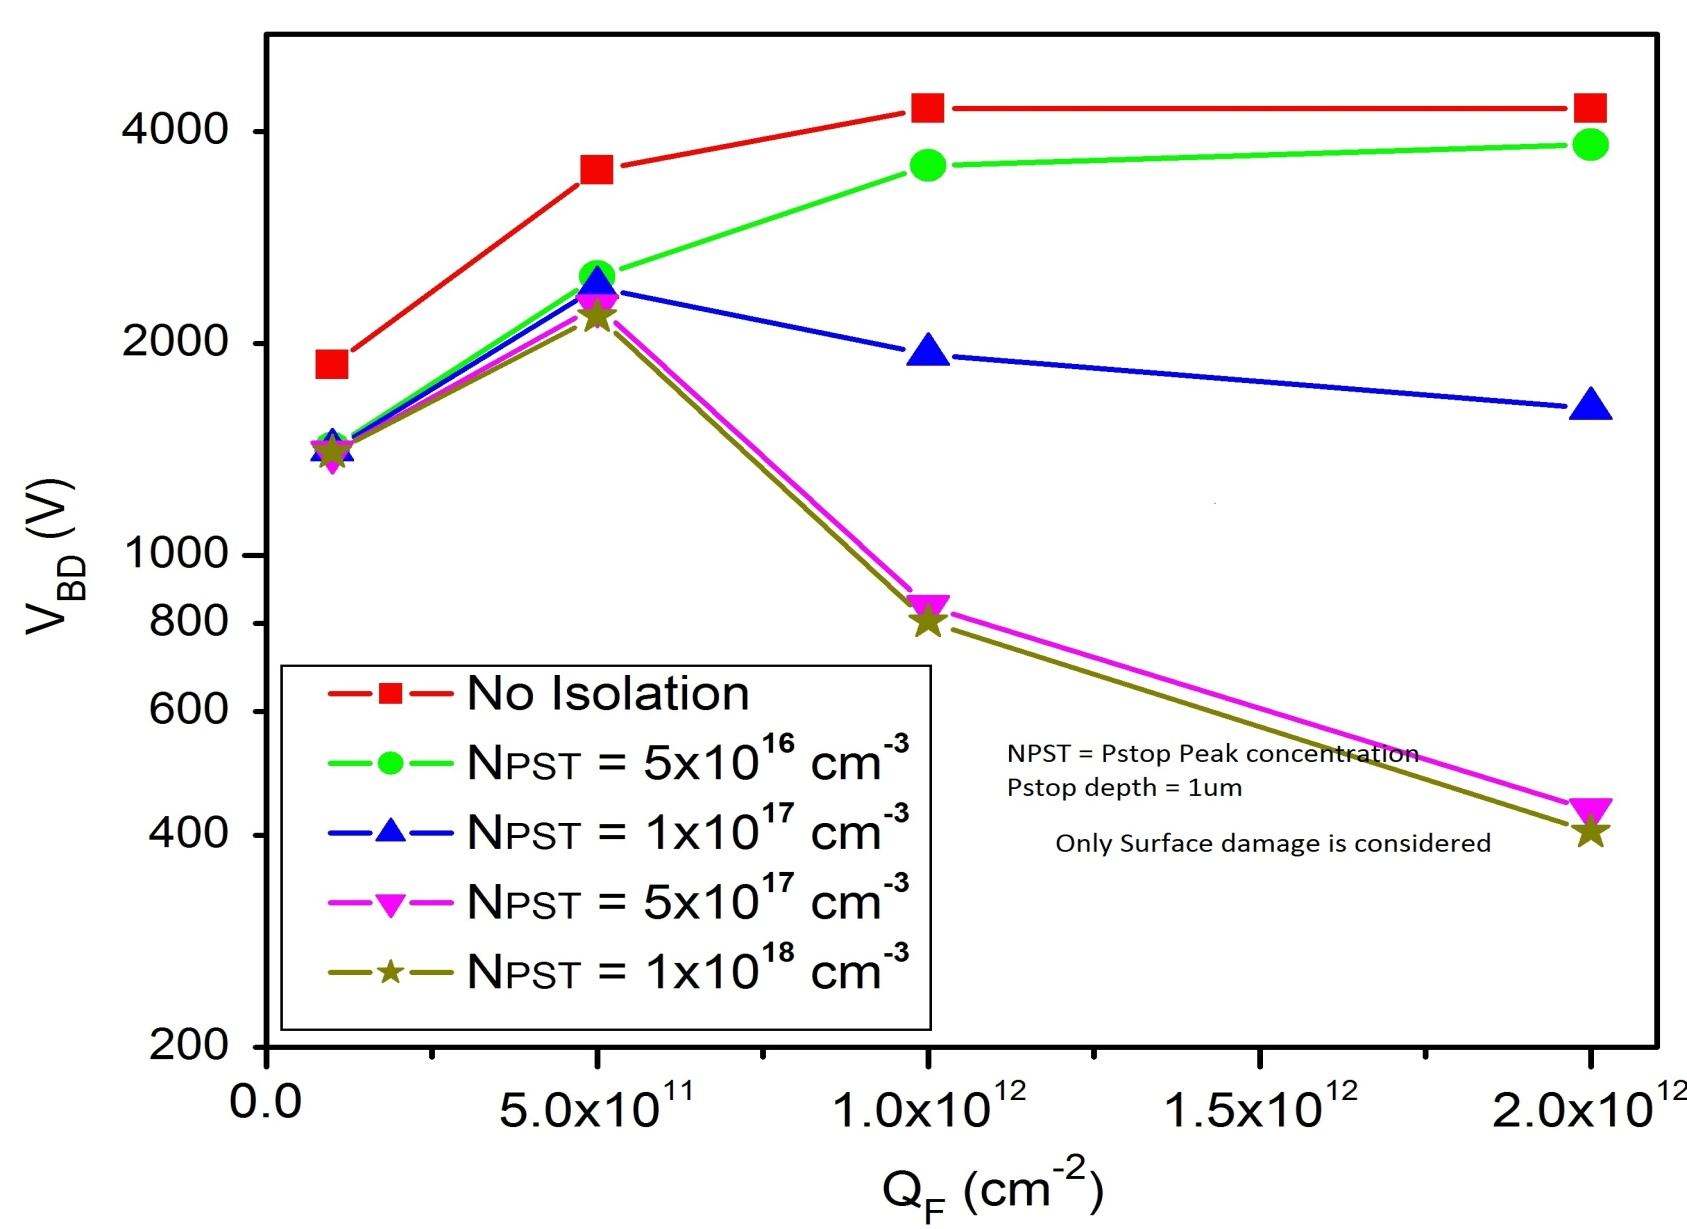 4000
2000
1000
800
600
400
200
V_BD (V)
No Isolation
NPST = 5x10^16 cm^-3
NPST = 1x10^17 cm^-3
NPST = 5x10^17 cm^-3
NPST = 1x10^18 cm^-3
NPST = Pstop Peak concentration
Pstop depth = 1um
Only Surface damage is considered
0.0 5.0x10^11 1.0x10^12 1.5x10^12 2.0x10^12
Q_F (cm^-2)